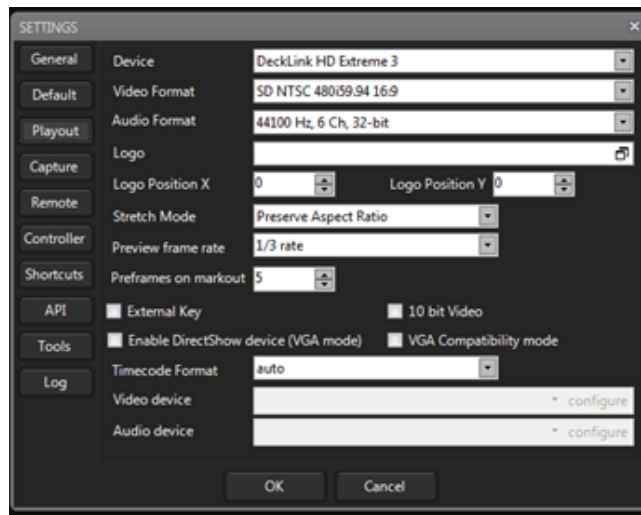 SETTINGS
General
Default
Playout
Capture
Remote
Controller
Shortcuts
API
Tools
Log
Device DeckLink HD Extreme 3
Video Format SD NTSC 480i59.94 16:9
Audio Format 44100 Hz, 6 Ch, 32-bit
Logo
Logo Position X 0 Logo Position Y 0
Stretch Mode Preserve Aspect Ratio
Preview frame rate 1/3 rate
Preframes on markout 5
External Key 10 bit Video
Enable DirectShow device (VGA mode) VGA Compatibility mode
Timecode Format auto
Video device configure
Audio device configure
OK Cancel